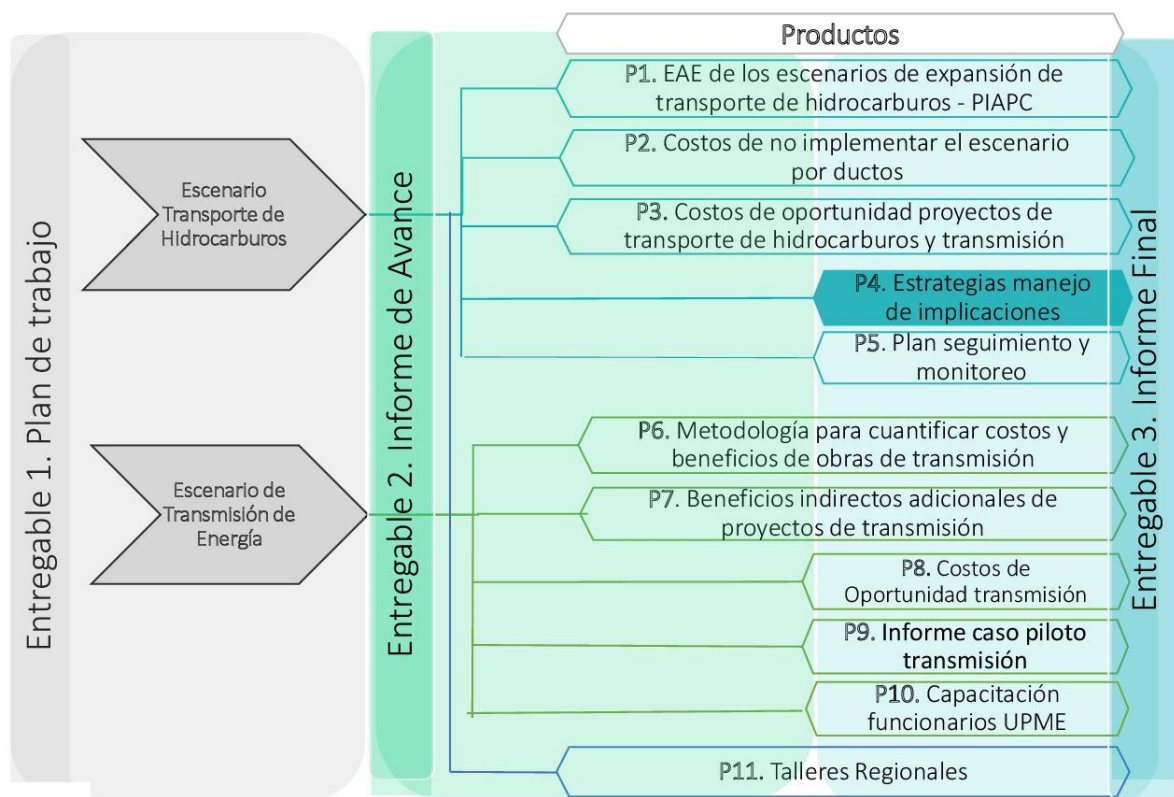 Entregable 1. Plan de trabajo
Escenario
Transporte de
Hidrocarburos
Escenario de
Transmisión de
Energía
Entregable 2. Informe de Avance
Productos
P1. EAE de los escenarios de expansión de
transporte de hidrocarburos - PIAPC
P2. Costos de no implementar el escenario
por ductos
P3. Costos de oportunidad proyectos de
transporte de hidrocarburos y transmisión
P4. Estrategias manejo
de implicaciones
P5. Plan seguimiento y
monitoreo
P6. Metodología para cuantificar costos y
beneficios de obras de transmisión
P7. Beneficios indirectos adicionales de
proyectos de transmisión
P8. Costos de
Oportunidad transmisión
P9. Informe caso piloto
transmisión
P10. Capacitación
funcionarios UPME
P11. Talleres Regionales
Entregable 3. Informe Final